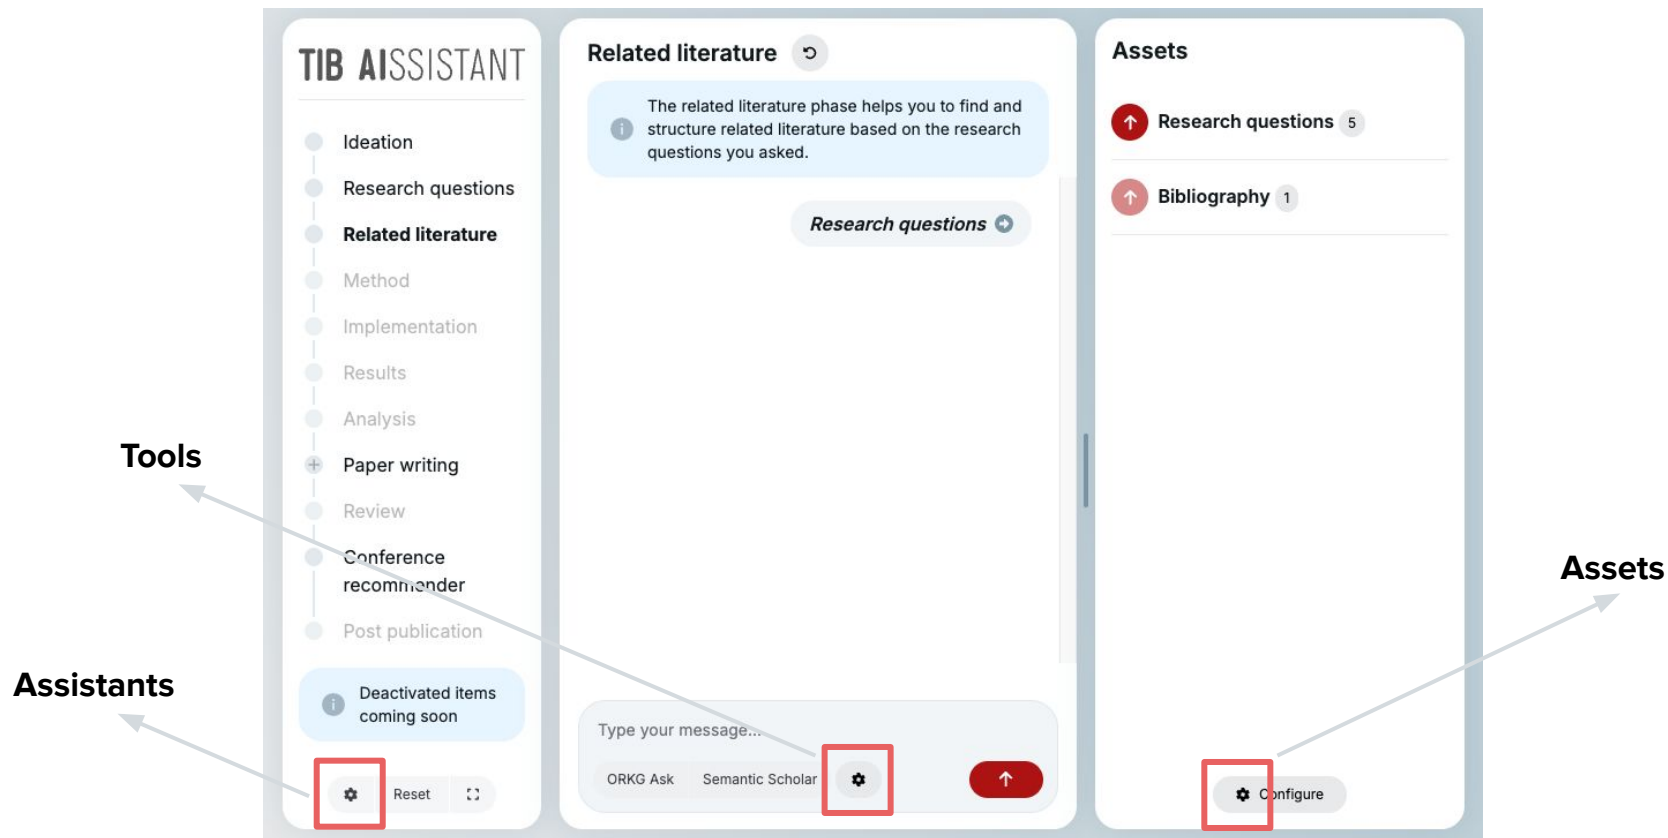 TIB AISSISTANT
Ideation
Research questions
Related literature
Method
Implementation
Results
Analysis
Paper writing
Review
Conference
recommender
Post publication
Deactivated items
coming soon
Reset
Related literature
The related literature phase helps you to find and
structure related literature based on the research
questions you asked.
Research questions
Type your message...
ORKG Ask
Semantic Scholar
Assets
Research questions 5
Bibliography 1
Configure
Tools
Assistants
Assets